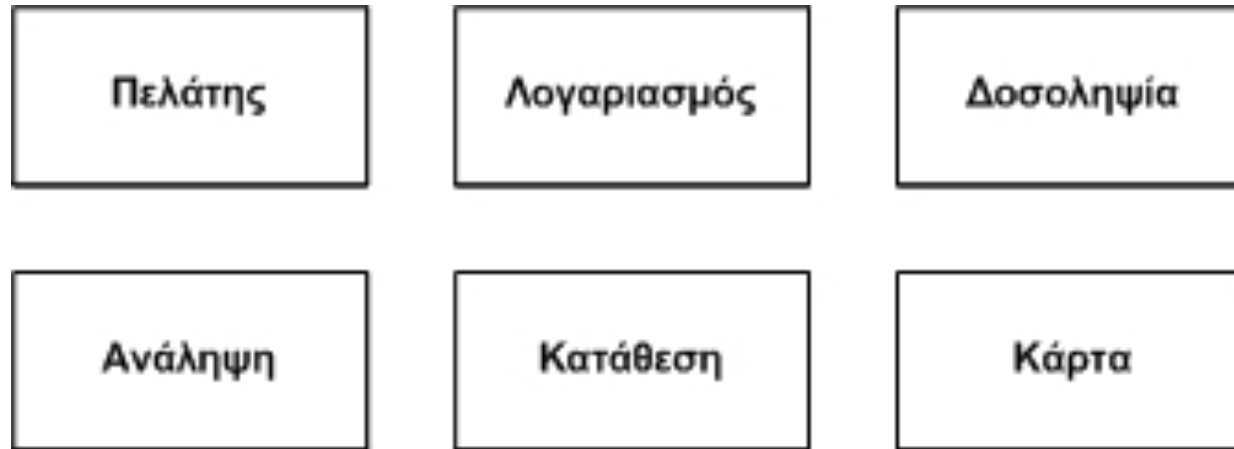 Πελάτης
Λογαριασμός
Δοσοληψία
Ανάληψη
Κατάθεση
Κάρτα